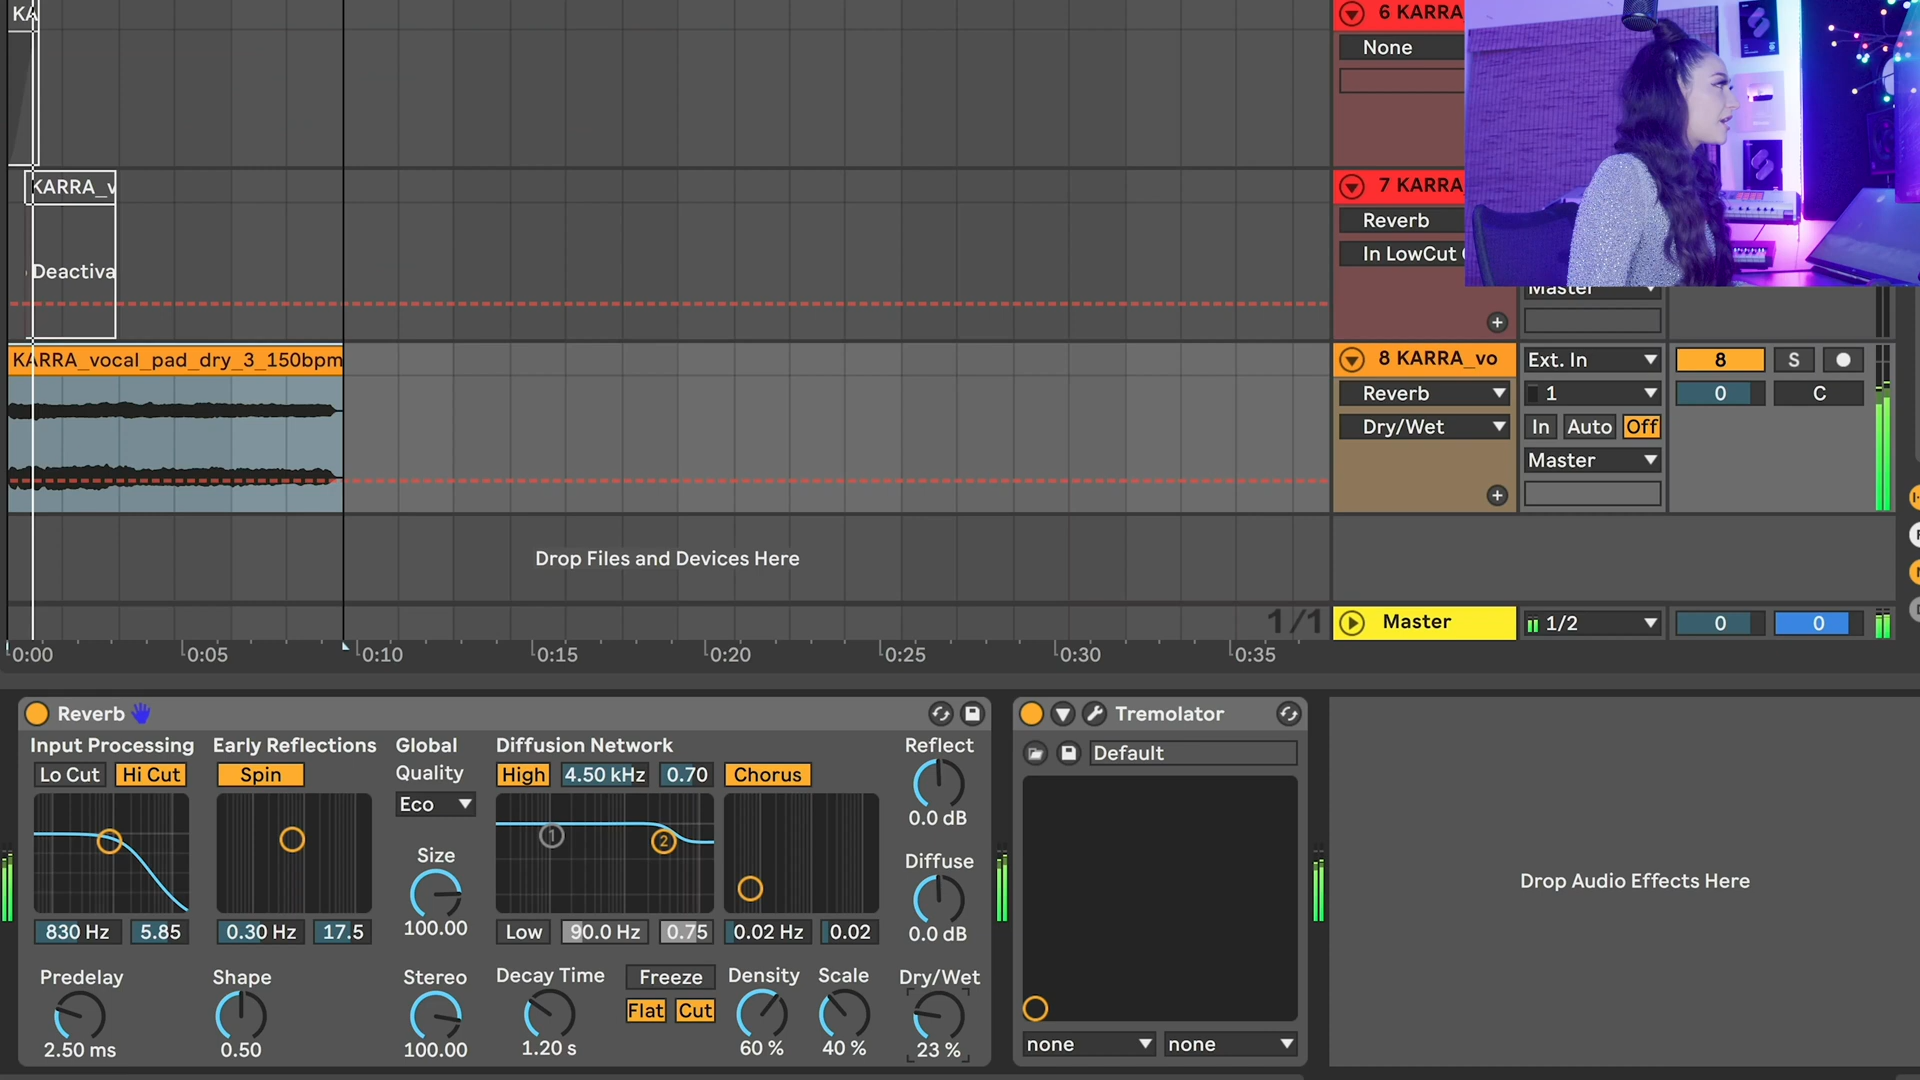 KA
6 KARRA
None
KARRA_v
Deactiva
7 KARRA
Reverb
In LowCut
Master
KARRA_vocal_pad_dry_3_150bpm
8 KARRA_vo
Ext. In
8
S
Reverb
1
0
C
Dry/Wet
In
Auto
Off
Master
Drop Files and Devices Here
1/1
Master
1/2
0
0
0:00
0:05
0:10
0:15
0:20
0:25
0:30
0:35
Reverb
Input Processing
Early Reflections
Global
Diffusion Network
Reflect
Lo Cut
Hi Cut
Spin
Quality
High
4.50 kHz
0.70
Chorus
Eco
0.0 dB
1
2
Size
Diffuse
100.00
830 Hz
5.85
0.30 Hz
17.5
Low
90.0 Hz
0.75
0.02 Hz
0.02
0.0 dB
Predelay
Shape
Stereo
Decay Time
Freeze
Density
Scale
Dry/Wet
Flat
Cut
2.50 ms
0.50
100.00
1.20 s
60 %
40 %
23 %
Tremolator
Default
none
none
Drop Audio Effects Here